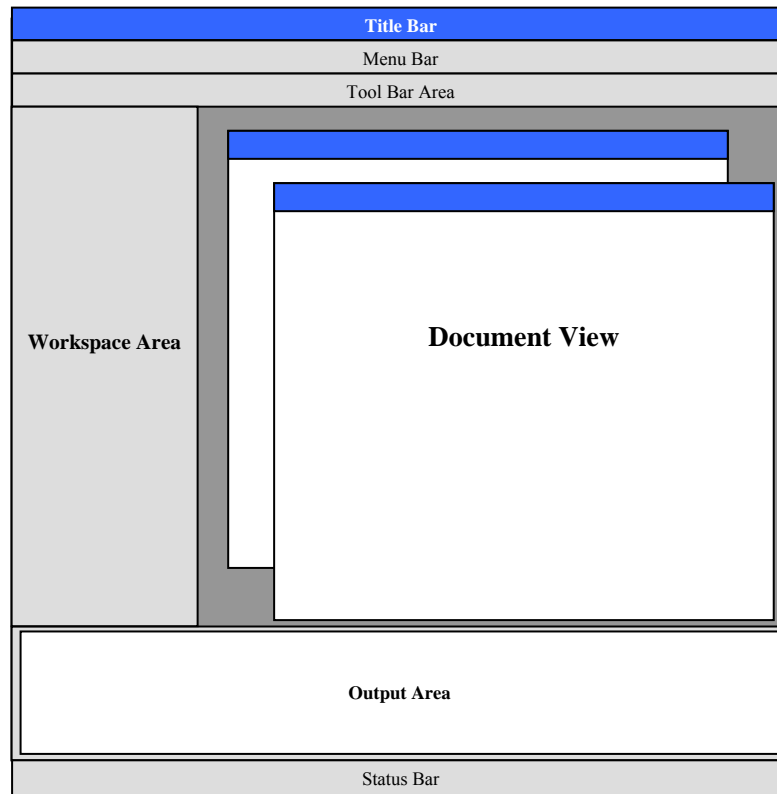 Title Bar
Menu Bar
Tool Bar Area
Workspace Area
Document View
Output Area
Status Bar